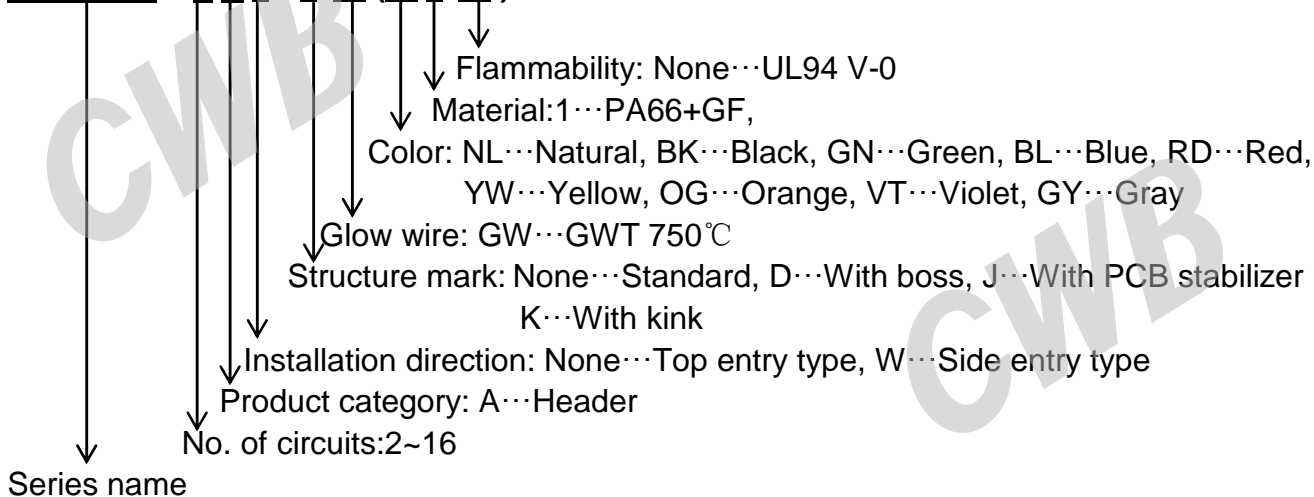 Flammability: None···UL94 V-0
Material:1···PA66+GF,
Color: NL···Natural, BK···Black, GN···Green, BL···Blue, RD···Red,
YW···Yellow, OG···Orange, VT···Violet, GY···Gray
Glow wire: GW···GWT 750℃
Structure mark: None···Standard, D···With boss, J···With PCB stabilizer
K···With kink
Installation direction: None···Top entry type, W···Side entry type
Product category: A···Header
No. of circuits:2~16
Series name
CWB
CWB